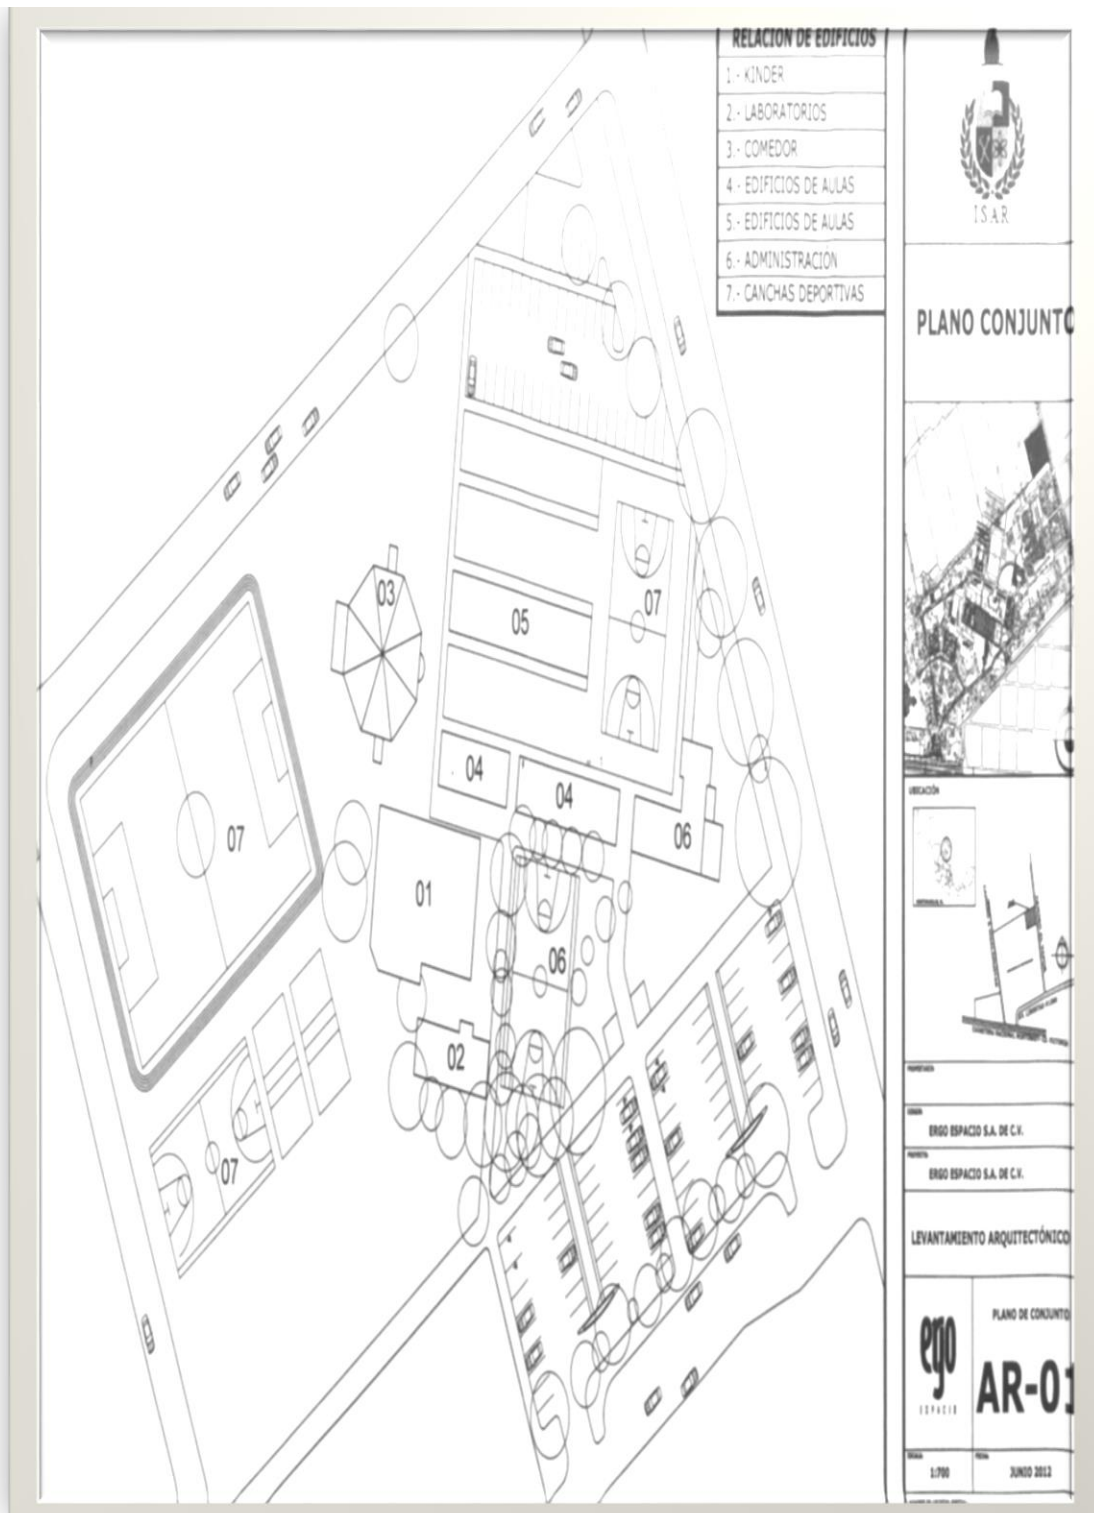 RELACION DE EDIFICIOS
1.- KINDER
2.- LABORATORIOS
3.- COMEDOR
4.- EDIFICIOS DE AULAS
5.- EDIFICIOS DE AULAS
6.- ADMINISTRACIÓN
7.- CANCHAS DEPORTIVAS
ISAR
PLANO CONJUNTO
03
05
07
04
04
06
07
01
06
02
07
UBICACIÓN
ERGO ESPACIO S.A. DE C.V.
ERGO ESPACIO S.A. DE C.V.
LEVANTAMIENTO ARQUITECTÓNICO
ergo
ESPACIO
PLANO DE CONJUNTO
AR-01
1:700
JUNIO 2012